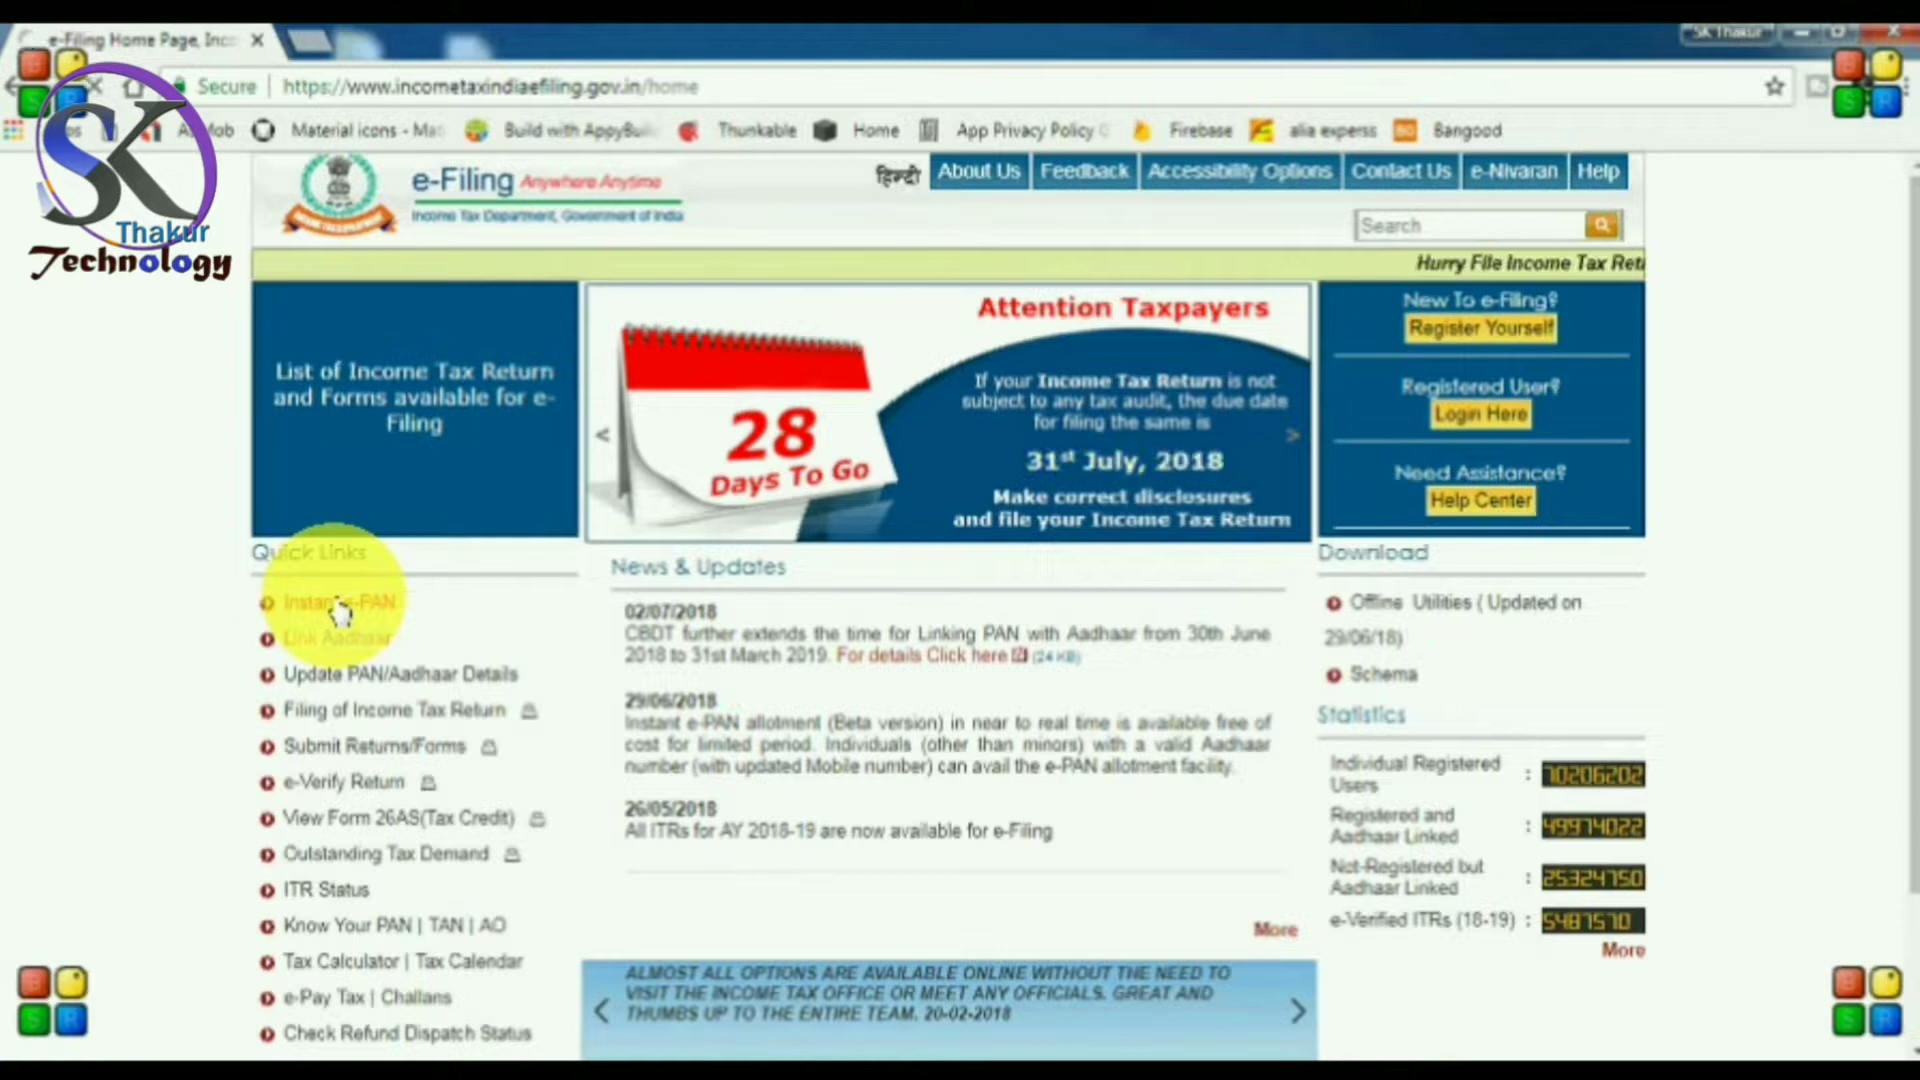 e-Filing Home Page, Inc
SK Thakur
Secure
https://www.incometaxindiaefiling.gov.in/home
Material icons - Mat
Build with AppyBuil
Thunkable
Home
App Privacy Policy G
Firebase
alia experss
Bangood
SK
Thakur
Technology
e-Filing Anywhere Anytime
Income Tax Department, Government of India
हिन्दी
About Us
Feedback
Accessibility Options
Contact Us
e-Nivaran
Help
Search
Hurry File Income Tax Retu
List of Income Tax Return
and Forms available for e-
Filing
28
Days To Go
Attention Taxpayers
If your Income Tax Return is not
subject to any tax audit, the due date
for filing the same is
31st July, 2018
Make correct disclosures
and file your Income Tax Return
New To e-Filing?
Register Yourself
Registered User?
Login Here
Need Assistance?
Help Center
Quick Links
Instant e-PAN
Link Aadhaar
Update PAN/Aadhaar Details
Filing of Income Tax Return
Submit Returns/Forms
e-Verify Return
View Form 26AS(Tax Credit)
Outstanding Tax Demand
ITR Status
Know Your PAN | TAN | AO
Tax Calculator | Tax Calendar
e-Pay Tax | Challans
Check Refund Dispatch Status
News & Updates
02/07/2018
CBDT further extends the time for Linking PAN with Aadhaar from 30th June
2018 to 31st March 2019. For details Click here (24 KB)
29/06/2018
Instant e-PAN allotment (Beta version) in near to real time is available free of
cost for limited period. Individuals (other than minors) with a valid Aadhaar
number (with updated Mobile number) can avail the e-PAN allotment facility.
26/05/2018
All ITRs for AY 2018-19 are now available for e-Filing
More
ALMOST ALL OPTIONS ARE AVAILABLE ONLINE WITHOUT THE NEED TO
VISIT THE INCOME TAX OFFICE OR MEET ANY OFFICIALS. GREAT AND
THUMBS UP TO THE ENTIRE TEAM. 20-02-2018
Download
Offline Utilities ( Updated on
29/06/18)
Schema
Statistics
Individual Registered
Users : 70206202
Registered and
Aadhaar Linked : 49974022
Not-Registered but
Aadhaar Linked : 25324750
e-Verified ITRs (18-19) : 5487570
More
B
S R
B
S R
B
S R
B
S R